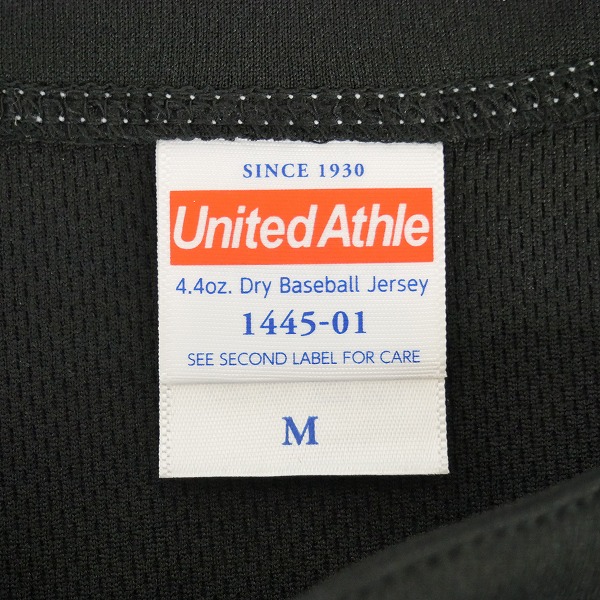 SINCE 1930
United Athle
4.4oz. Dry Baseball Jersey
1445-01
SEE SECOND LABEL FOR CARE
M